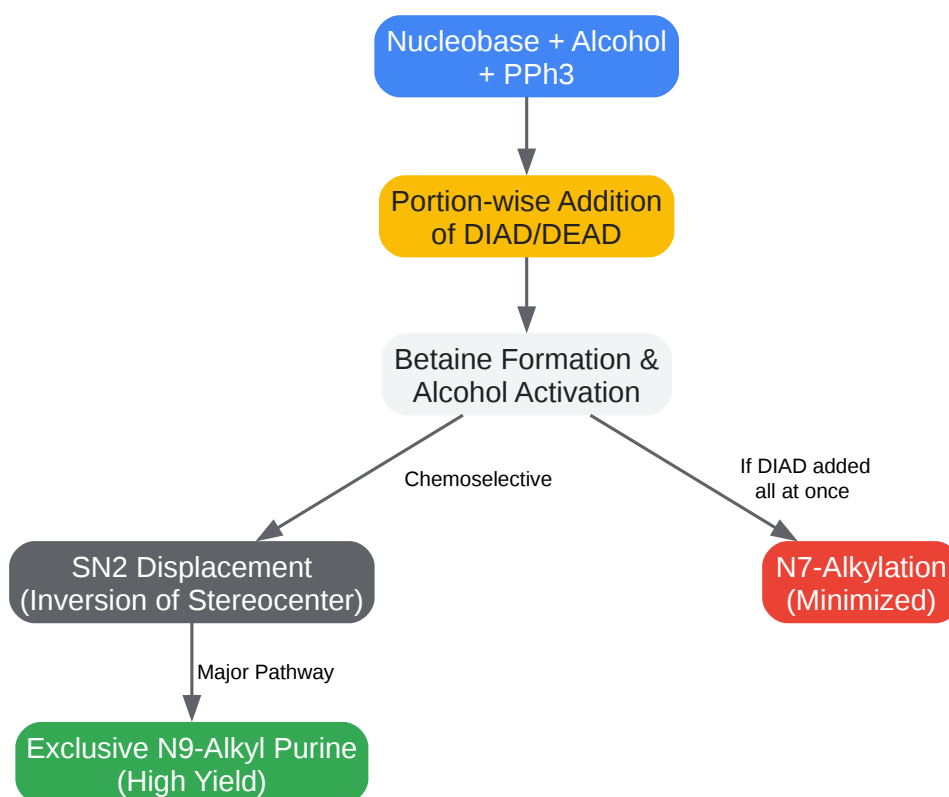 Nucleobase + Alcohol
+ PPh3
Portion-wise Addition
of DIAD/DEAD
Betaine Formation &
Alcohol Activation
Chemoselective
If DIAD added
all at once
SN2 Displacement
(Inversion of Stereocenter)
N7-Alkylation
(Minimized)
Major Pathway
Exclusive N9-Alkyl Purine
(High Yield)